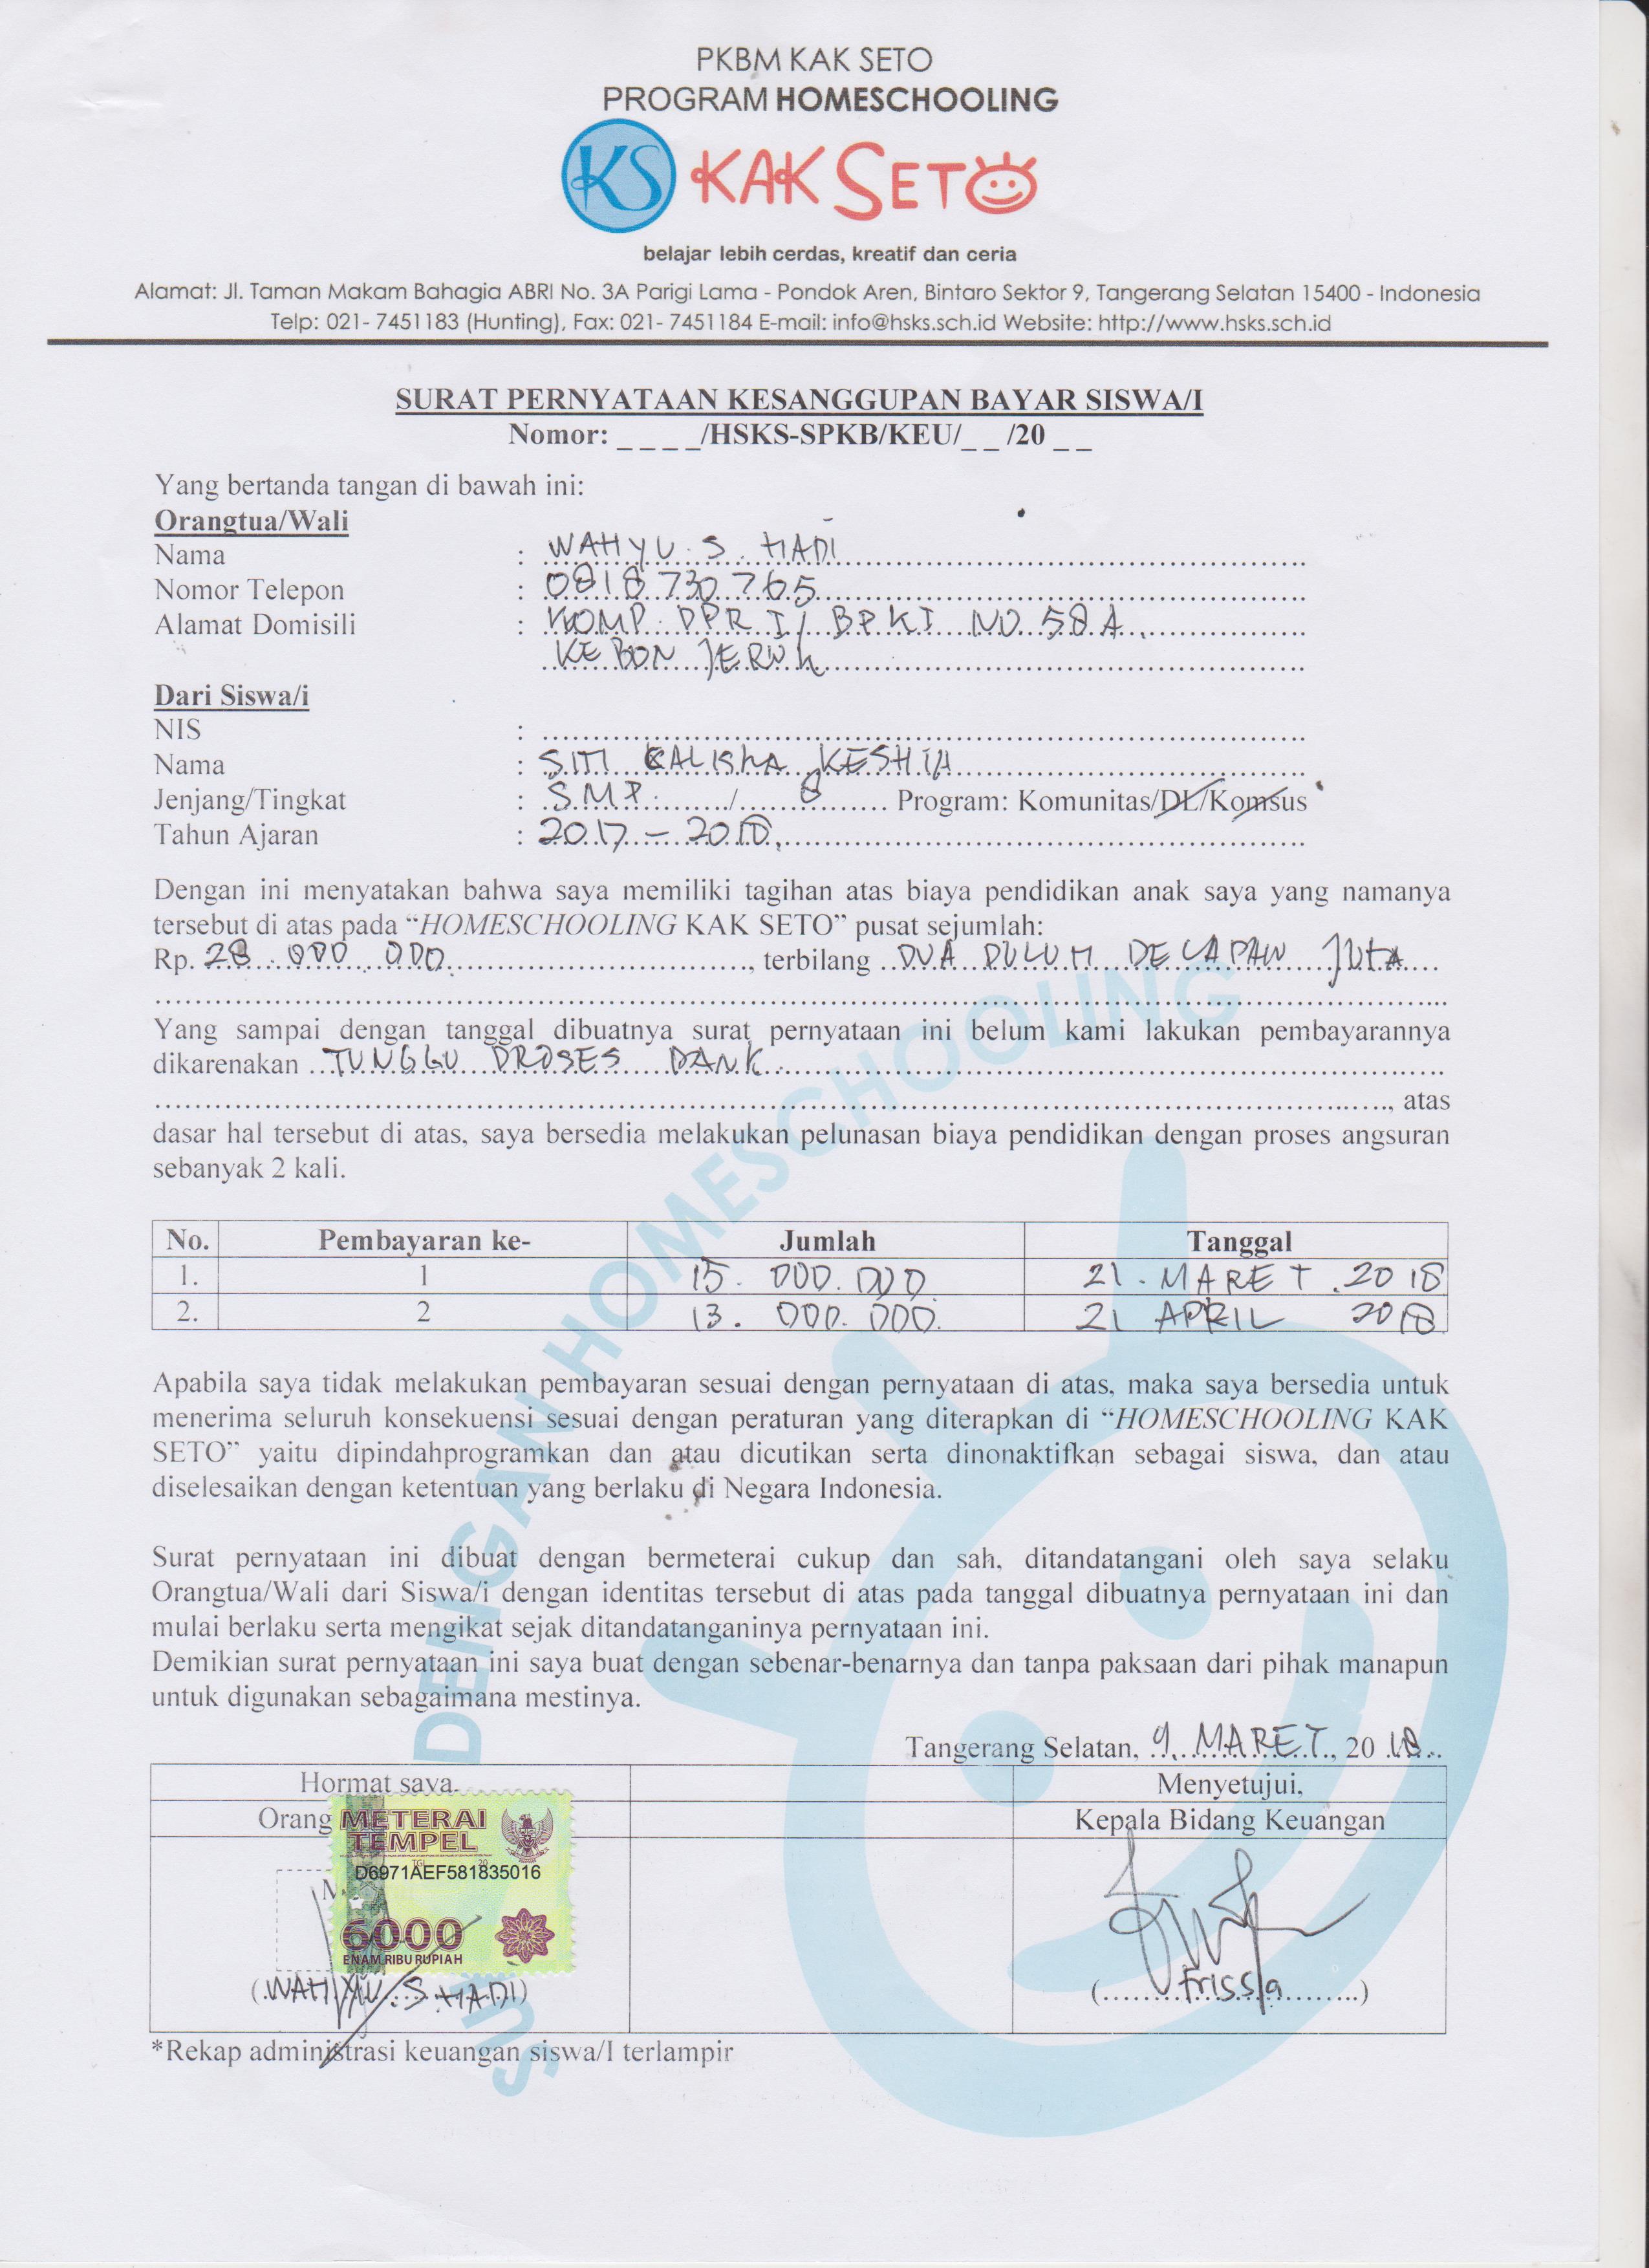 PKBM KAK SETO
PROGRAM HOMESCHOOLING
KS KAK SETO
belajar lebih cerdas, kreatif dan ceria
Alamat: Jl. Taman Makam Bahagia ABRI No. 3A Parigi Lama - Pondok Aren, Bintaro Sektor 9, Tangerang Selatan 15400 - Indonesia
Telp: 021- 7451183 (Hunting), Fax: 021- 7451184 E-mail: info@hsks.sch.id Website: http://www.hsks.sch.id
SURAT PERNYATAAN KESANGGUPAN BAYAR SISWA/I
Nomor: _ _ _ _/HSKS-SPKB/KEU/_ _ /20 _ _
Yang bertanda tangan di bawah ini:
Orangtua/Wali
Nama : WAHYU. S. HADI
Nomor Telepon : 0818 730 765
Alamat Domisili : KOMP. DPR I / BPKI NO 58A.
KEBON JERUK
Dari Siswa/i
NIS :
Nama : SITI KALISHA KESHIA
Jenjang/Tingkat : SMP / 8 Program: Komunitas/DL/Komsus
Tahun Ajaran : 2017 - 2018
Dengan ini menyatakan bahwa saya memiliki tagihan atas biaya pendidikan anak saya yang namanya
tersebut di atas pada “HOMESCHOOLING KAK SETO” pusat sejumlah:
Rp. 28.000.000, terbilang DUA PULUH DELAPAN JUTA
Yang sampai dengan tanggal dibuatnya surat pernyataan ini belum kami lakukan pembayarannya
dikarenakan TUNGGU PROSES BANK
, atas
dasar hal tersebut di atas, saya bersedia melakukan pelunasan biaya pendidikan dengan proses angsuran
sebanyak 2 kali.
No. Pembayaran ke- Jumlah Tanggal
1. 1 15.000.000 21.MARET.2018
2. 2 13.000.000. 21 APRIL 2018
Apabila saya tidak melakukan pembayaran sesuai dengan pernyataan di atas, maka saya bersedia untuk
menerima seluruh konsekuensi sesuai dengan peraturan yang diterapkan di “HOMESCHOOLING KAK
SETO” yaitu dipindahprogramkan dan atau dicutikan serta dinonaktifkan sebagai siswa, dan atau
diselesaikan dengan ketentuan yang berlaku di Negara Indonesia.
Surat pernyataan ini dibuat dengan bermeterai cukup dan sah, ditandatangani oleh saya selaku
Orangtua/Wali dari Siswa/i dengan identitas tersebut di atas pada tanggal dibuatnya pernyataan ini dan
mulai berlaku serta mengikat sejak ditandatanganinya pernyataan ini.
Demikian surat pernyataan ini saya buat dengan sebenar-benarnya dan tanpa paksaan dari pihak manapun
untuk digunakan sebagaimana mestinya.
Tangerang Selatan, 9 MARET, 2018
Hormat saya, Menyetujui,
Orang Kepala Bidang Keuangan
METERAI
TEMPEL
TGL 20
D6971AEF581835016
6000
ENAM RIBU RUPIAH
(WAHYU.S.HADI) (Frissia)
*Rekap administrasi keuangan siswa/I terlampir
DENGAN HOMESCHOOLING